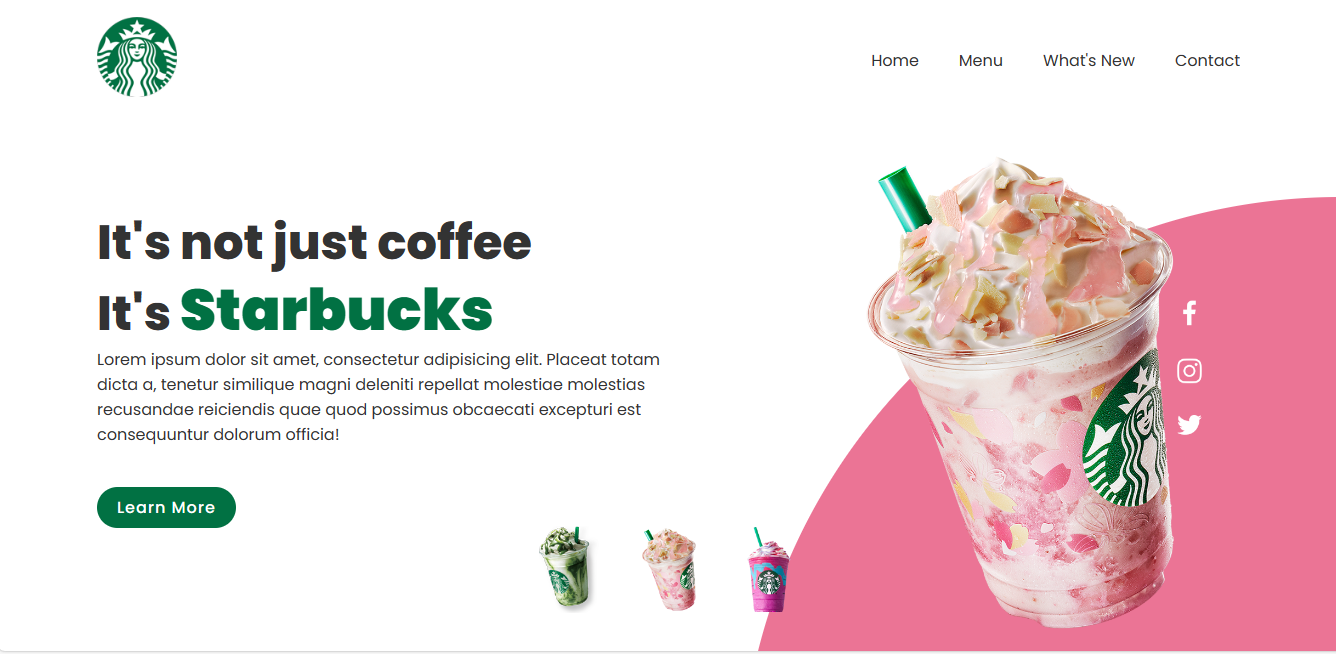 Home Menu What's New Contact
It's not just coffee
It's Starbucks
Lorem ipsum dolor sit amet, consectetur adipisicing elit. Placeat totam
dicta a, tenetur similique magni deleniti repellat molestiae molestias
recusandae reiciendis quae quod possimus obcaecati excepturi est
consequuntur dolorum officia!
Learn More